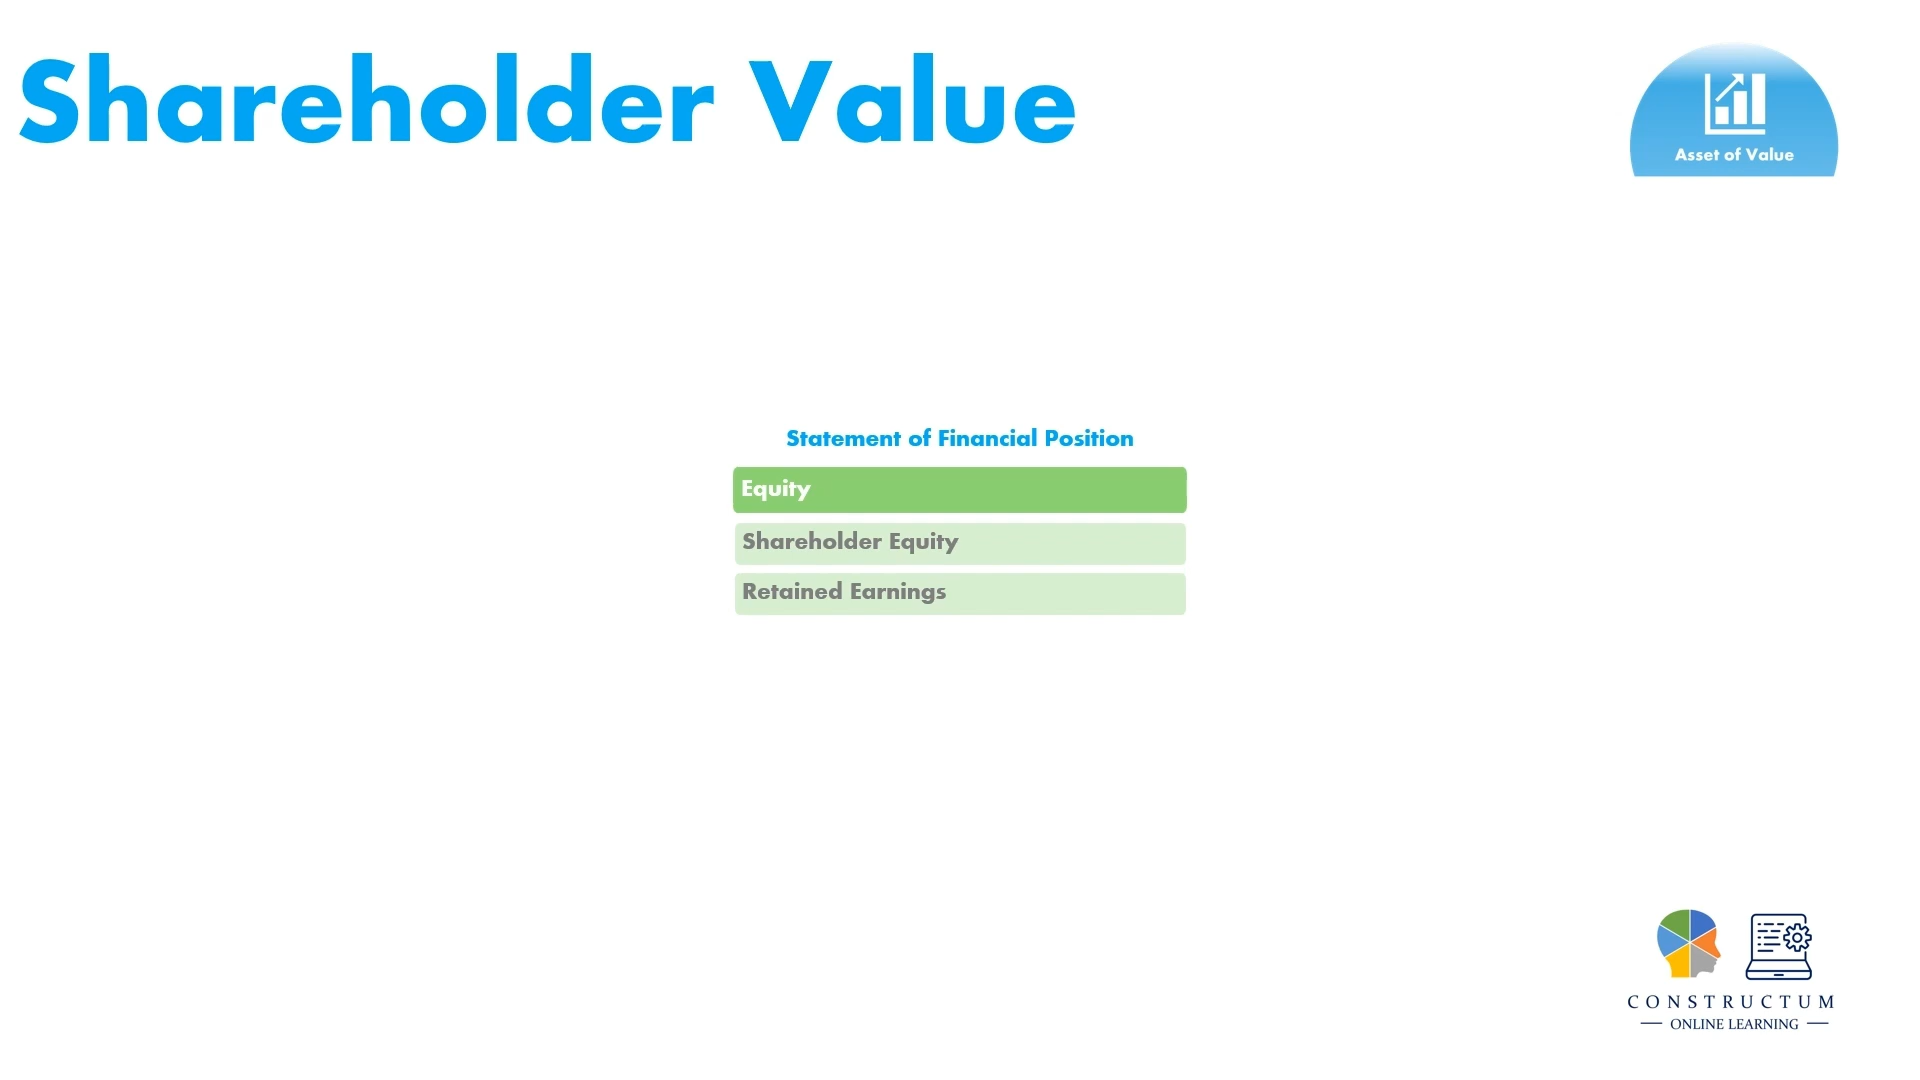 Shareholder Value
Asset of Value
Statement of Financial Position
Equity
Shareholder Equity
Retained Earnings
CONSTRUCTUM
ONLINE LEARNING